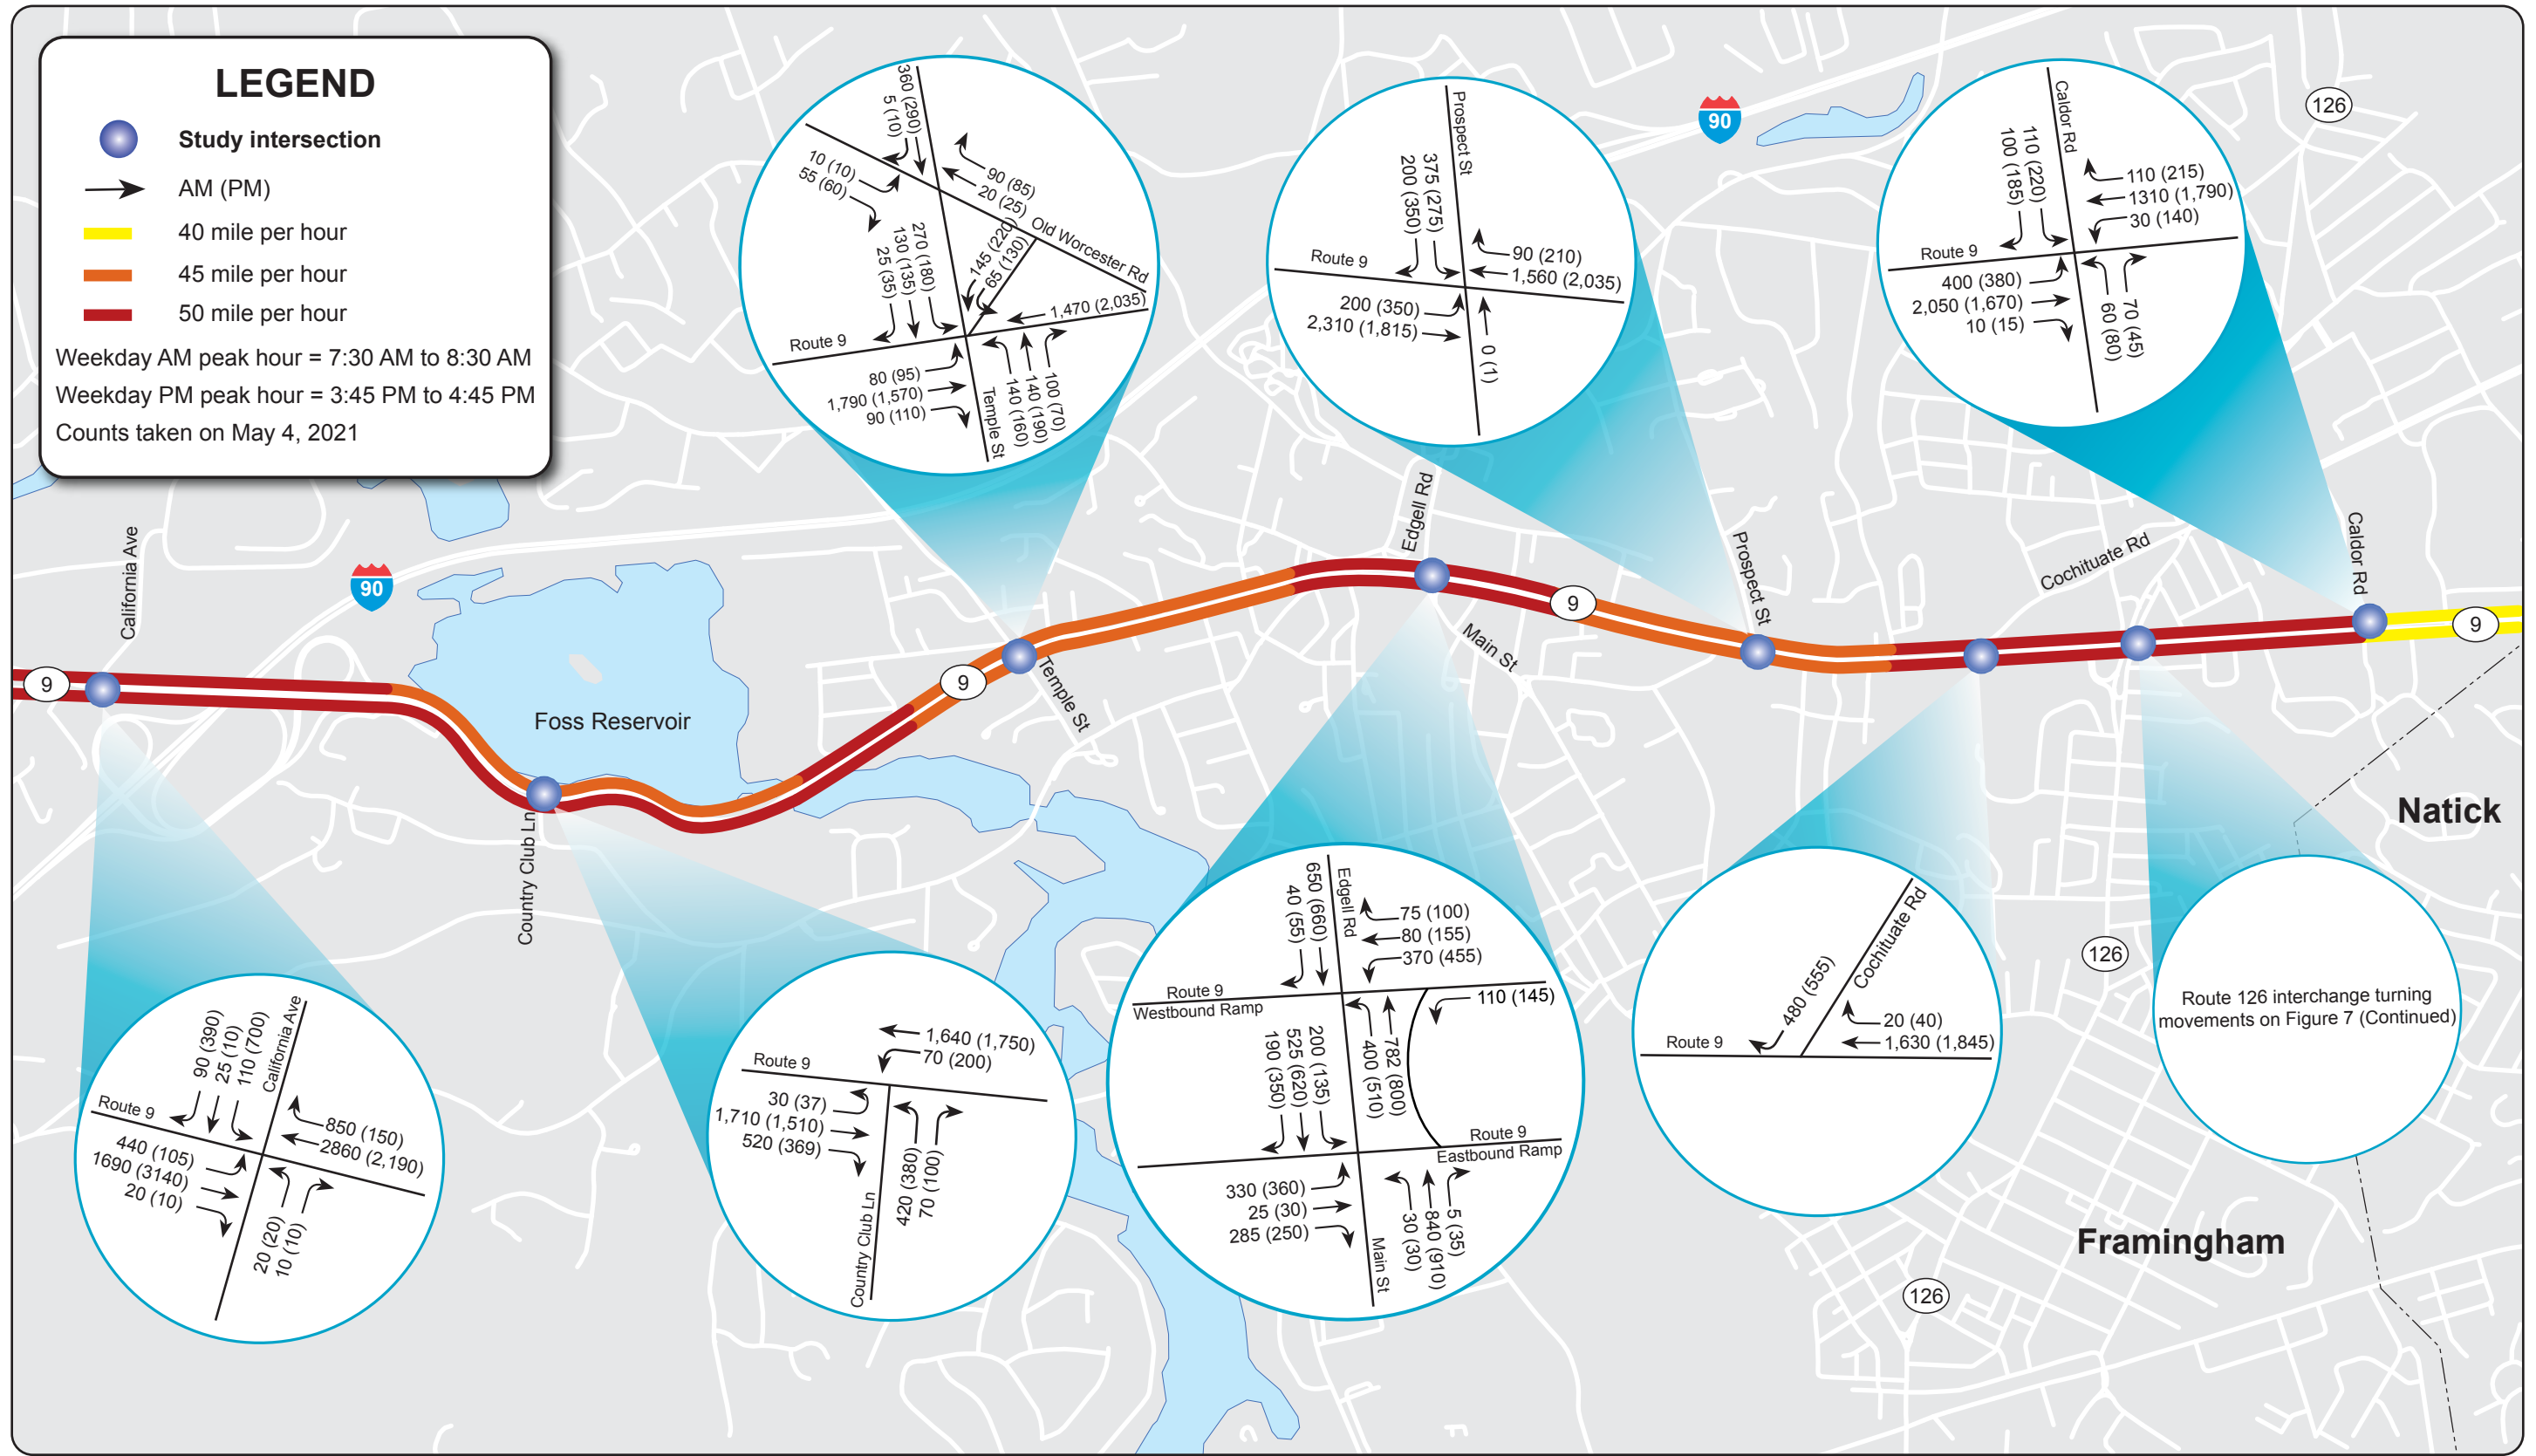 LEGEND
Study intersection
AM (PM)
40 mile per hour
45 mile per hour
50 mile per hour
Weekday AM peak hour = 7:30 AM to 8:30 AM
Weekday PM peak hour = 3:45 PM to 4:45 PM
Counts taken on May 4, 2021
360 (290)
5 (10)
10 (10)
55 (60)
90 (85)
20 (25)
Old Worcester Rd
270 (180)
130 (135)
25 (35)
145 (220)
65 (130)
1,470 (2,035)
Route 9
80 (95)
1,790 (1,570)
90 (110)
Temple St
140 (160)
140 (190)
100 (70)
Prospect St
375 (275)
200 (350)
Route 9
90 (210)
1,560 (2,035)
200 (350)
2,310 (1,815)
0 (1)
90
Caldor Rd
110 (220)
100 (185)
110 (215)
1310 (1,790)
30 (140)
Route 9
400 (380)
2,050 (1,670)
10 (15)
60 (80)
70 (45)
126
California Ave
90
Edgell Rd
Prospect St
Cochituate Rd
Caldor Rd
9
9
9
9
Main St
Temple St
Foss Reservoir
Country Club Ln
Natick
90 (390)
25 (10)
110 (700)
California Ave
Route 9
850 (150)
2860 (2,190)
440 (105)
1690 (3140)
20 (10)
20 (20)
10 (10)
1,640 (1,750)
70 (200)
Route 9
30 (37)
1,710 (1,510)
520 (369)
420 (380)
70 (100)
Country Club Ln
650 (660)
40 (55)
Edgell Rd
75 (100)
80 (155)
370 (455)
Route 9
Westbound Ramp
110 (145)
200 (135)
525 (620)
190 (350)
782 (800)
400 (510)
Route 9
Eastbound Ramp
330 (360)
25 (30)
285 (250)
Main St
30 (30)
840 (910)
5 (35)
480 (555)
Cochituate Rd
20 (40)
1,630 (1,845)
Route 9
126
Route 126 interchange turning
movements on Figure 7 (Continued)
Framingham
126